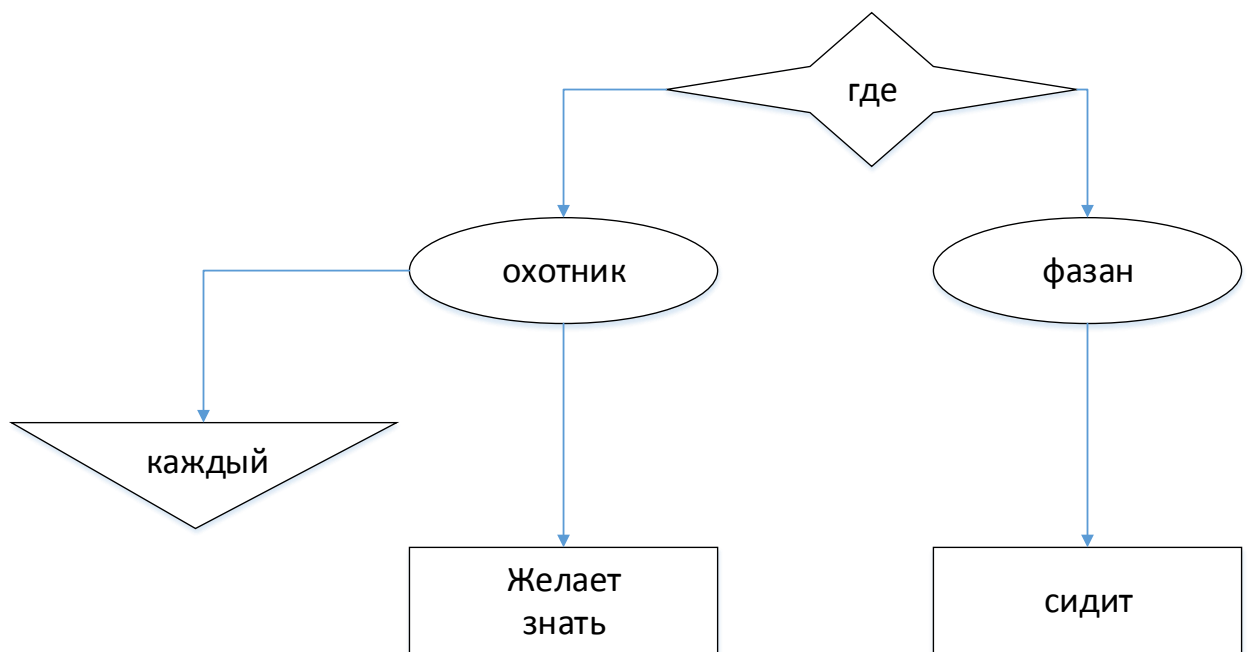 где
охотник
фазан
каждый
Желает
знать
сидит